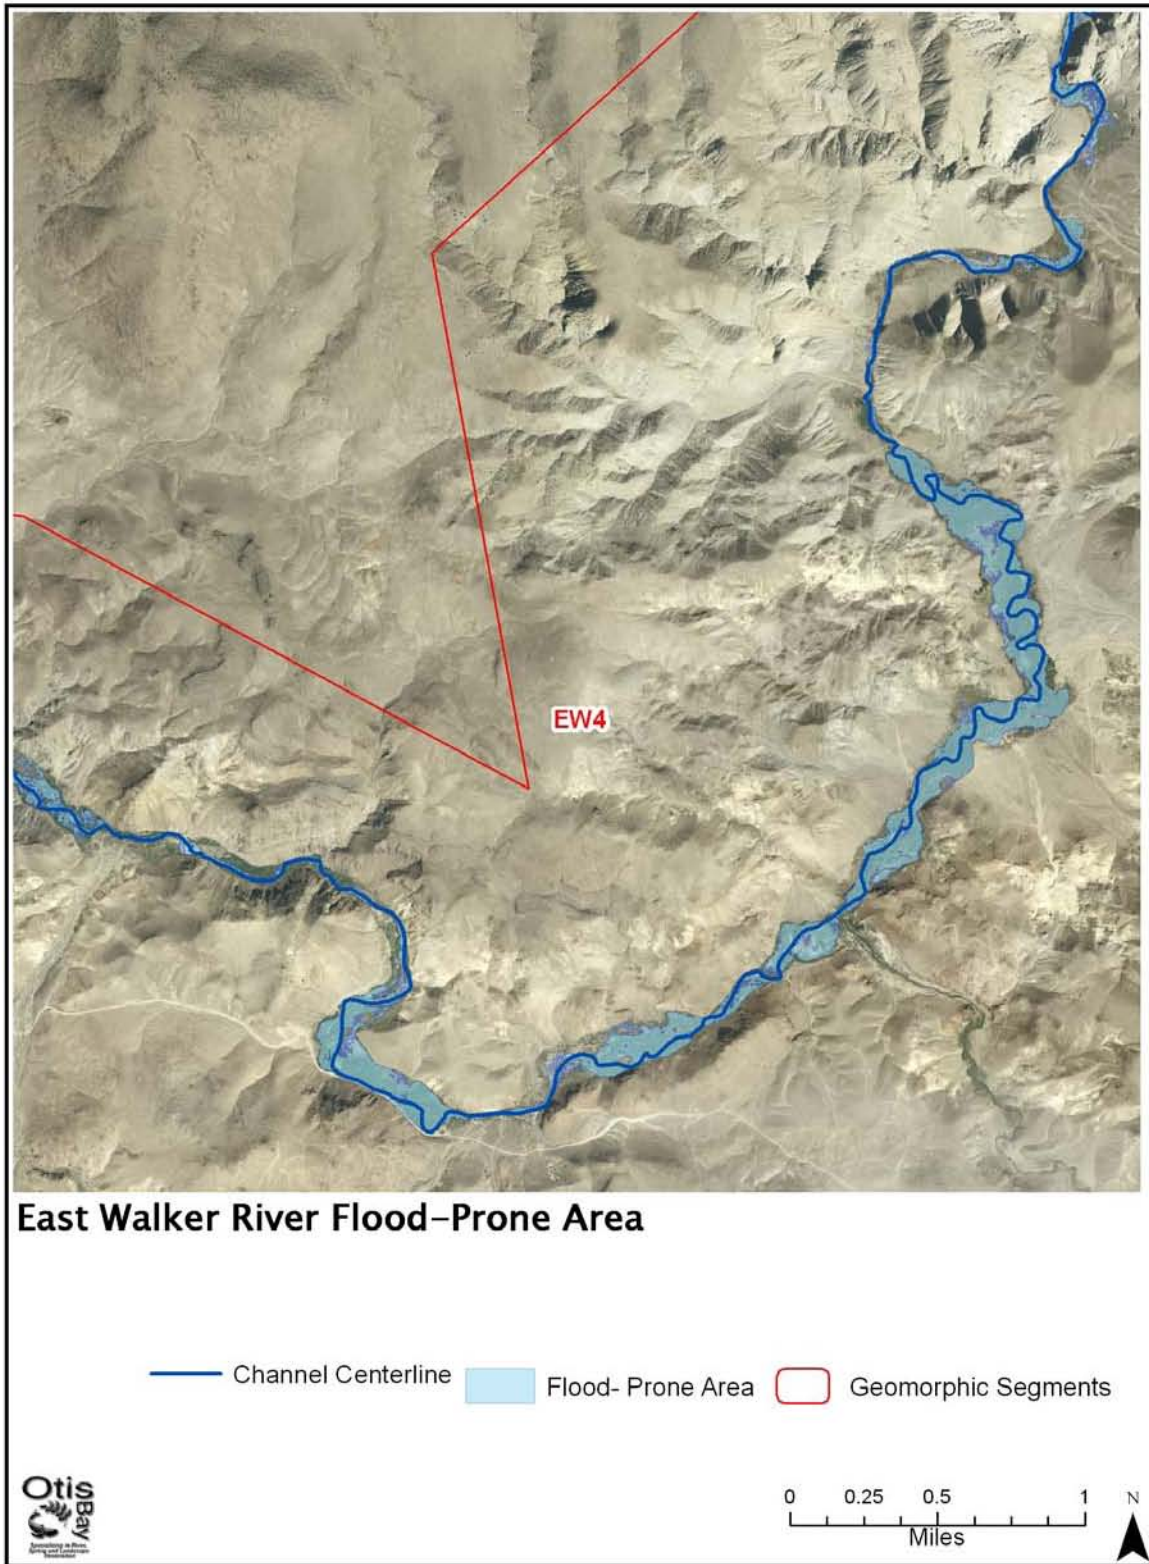 EW4
East Walker River Flood-Prone Area
Channel Centerline
Flood- Prone Area
Geomorphic Segments
Otis
Bay
0 0.25 0.5 1
Miles
N